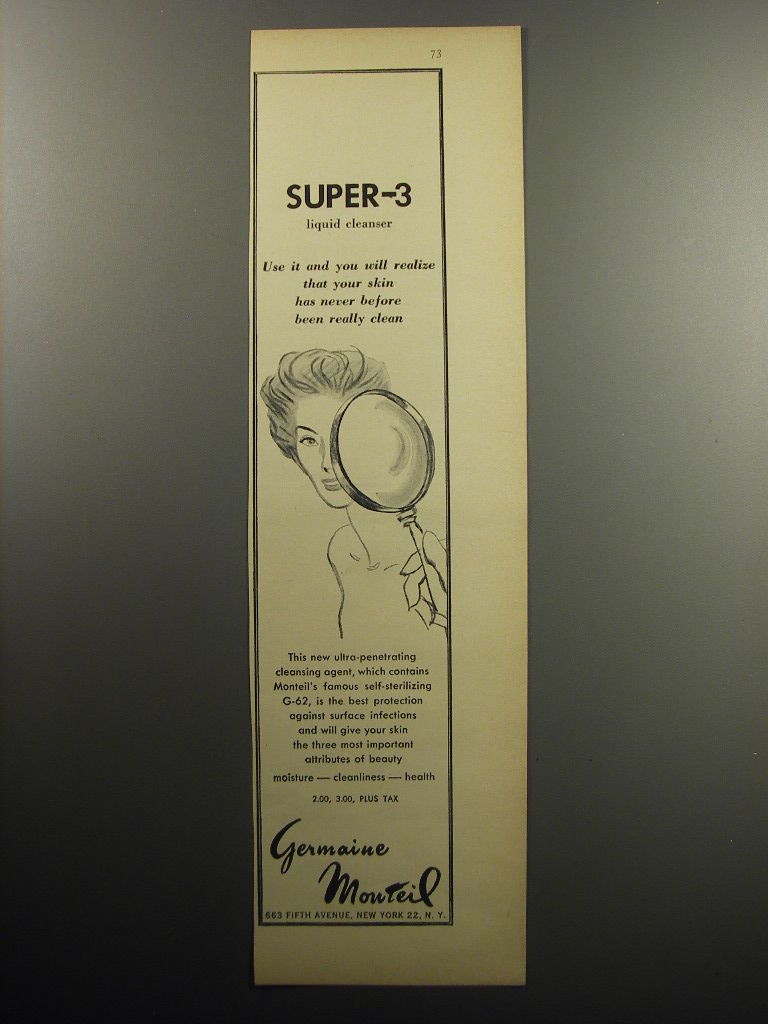 73
SUPER-3
liquid cleanser
Use it and you will realize
that your skin
has never before
been really clean
This new ultra-penetrating
cleansing agent, which contains
Monteil's famous self-sterilizing
G-62, is the best protection
against surface infections
and will give your skin
the three most important
attributes of beauty
moisture — cleanliness — health
2.00, 3.00, PLUS TAX
Germaine
Monteil
663 FIFTH AVENUE, NEW YORK 22, N. Y.